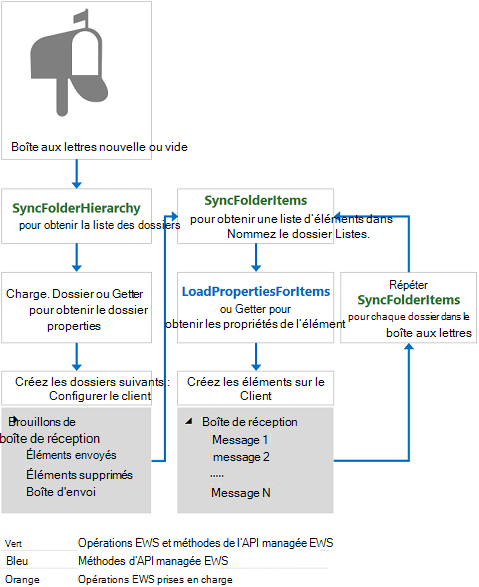 Boîte aux lettres nouvelle ou vide
SyncFolderHierarchy
pour obtenir la liste des dossiers
Charge. Dossier ou Getter
pour obtenir le dossier
properties
Créez les dossiers suivants :
Configurer le client
Brouillons de
boîte de réception
Éléments envoyés
Éléments supprimés
Boîte d'envoi
SyncFolderItems
pour obtenir une liste d'éléments dans
Nommez le dossier Listes.
LoadPropertiesForItems
ou Getter pour
obtenir les propriétés de l'élément
Créez les éléments sur le
Client
Boîte de réception
Message 1
message 2
.....
Message N
Répéter
SyncFolderItems
pour chaque dossier dans le
boîte aux lettres
Vert Opérations EWS et méthodes de l'API managée EWS
Bleu Méthodes d'API managée EWS
Orange Opérations EWS prises en charge